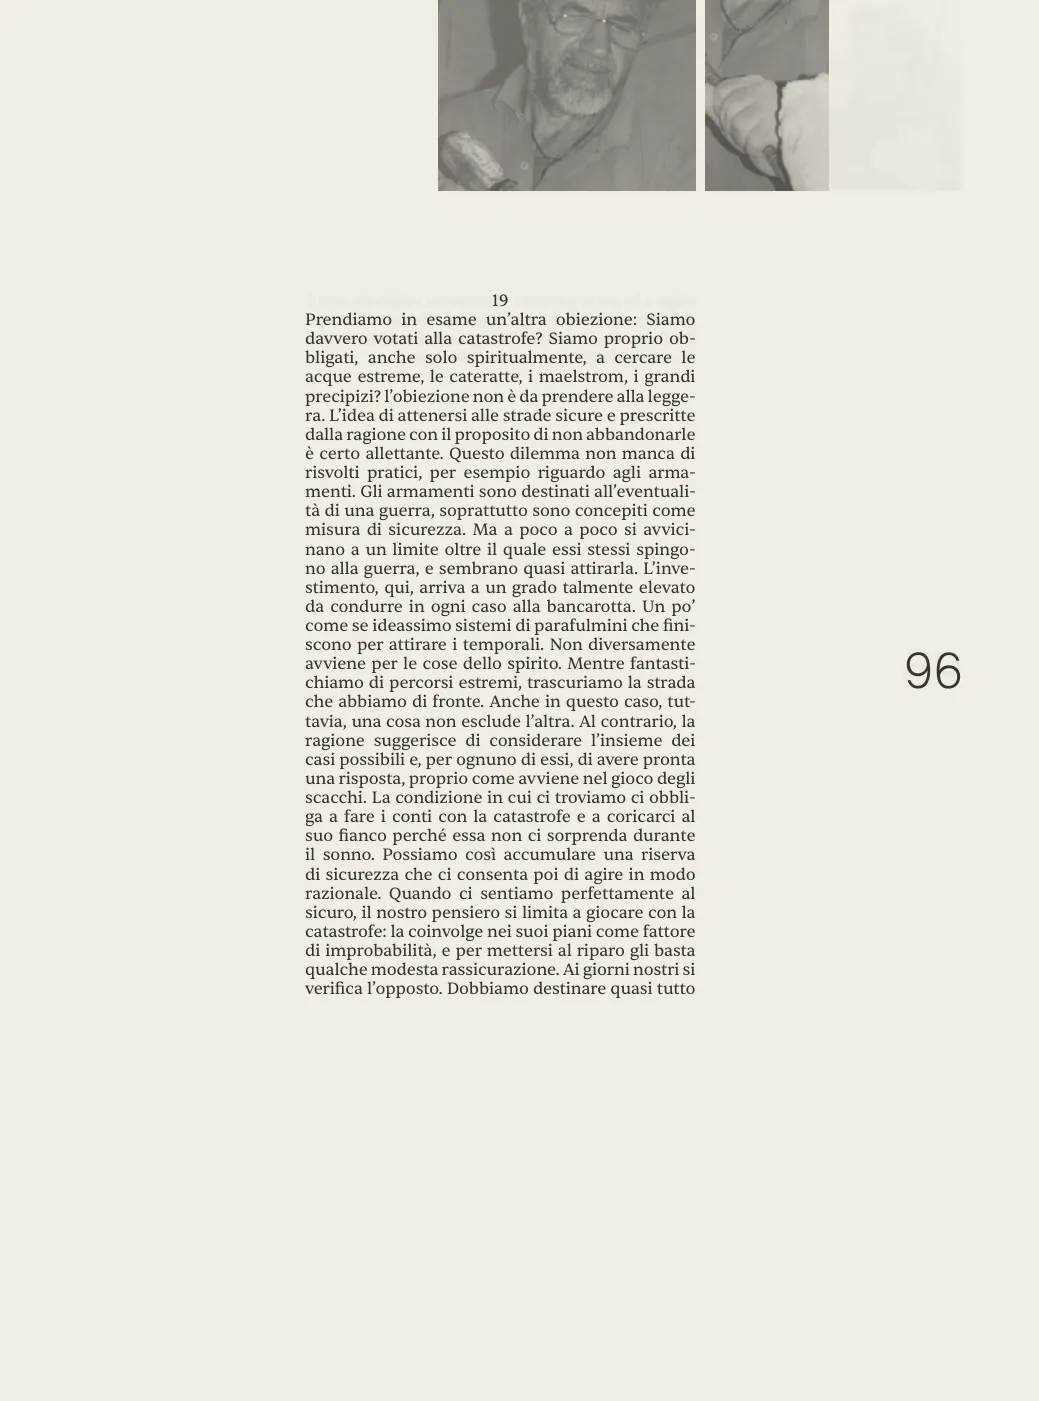 19
Prendiamo in esame un’altra obiezione: Siamo
davvero votati alla catastrofe? Siamo proprio ob-
bligati, anche solo spiritualmente, a cercare le
acque estreme, le cateratte, i maelstrom, i grandi
precipizi? l’obiezione non è da prendere alla legge-
ra. L’idea di attenersi alle strade sicure e prescritte
dalla ragione con il proposito di non abbandonarle
è certo allettante. Questo dilemma non manca di
risvolti pratici, per esempio riguardo agli arma-
menti. Gli armamenti sono destinati all’eventuali-
tà di una guerra, soprattutto sono concepiti come
misura di sicurezza. Ma a poco a poco si avvici-
nano a un limite oltre il quale essi stessi spingo-
no alla guerra, e sembrano quasi attirarla. L’inve-
stimento, qui, arriva a un grado talmente elevato
da condurre in ogni caso alla bancarotta. Un po’
come se ideassimo sistemi di parafulmini che fini-
scono per attirare i temporali. Non diversamente
avviene per le cose dello spirito. Mentre fantasti-
chiamo di percorsi estremi, trascuriamo la strada
che abbiamo di fronte. Anche in questo caso, tut-
tavia, una cosa non esclude l’altra. Al contrario, la
ragione suggerisce di considerare l’insieme dei
casi possibili e, per ognuno di essi, di avere pronta
una risposta, proprio come avviene nel gioco degli
scacchi. La condizione in cui ci troviamo ci obbli-
ga a fare i conti con la catastrofe e a coricarci al
suo fianco perché essa non ci sorprenda durante
il sonno. Possiamo così accumulare una riserva
di sicurezza che ci consenta poi di agire in modo
razionale. Quando ci sentiamo perfettamente al
sicuro, il nostro pensiero si limita a giocare con la
catastrofe: la coinvolge nei suoi piani come fattore
di improbabilità, e per mettersi al riparo gli basta
qualche modesta rassicurazione. Ai giorni nostri si
verifica l’opposto. Dobbiamo destinare quasi tutto
96